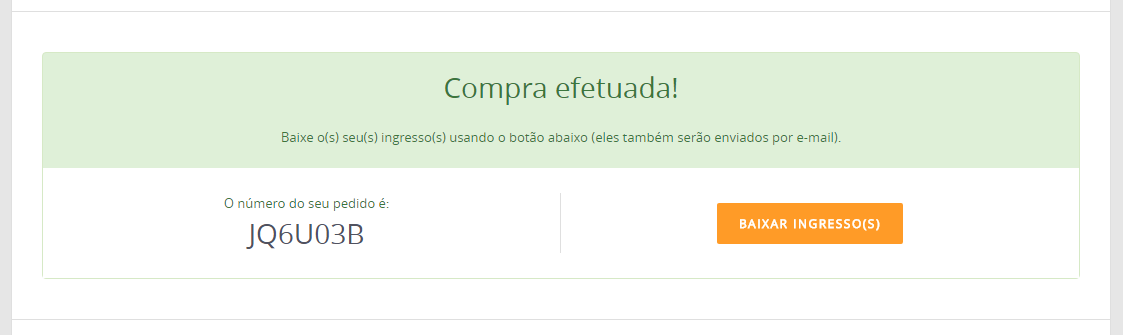 Compra efetuada!
Baixe o(s) seu(s) ingresso(s) usando o botão abaixo (eles também serão enviados por e-mail).
O número do seu pedido é:
JQ6U03B
BAIXAR INGRESSO(S)